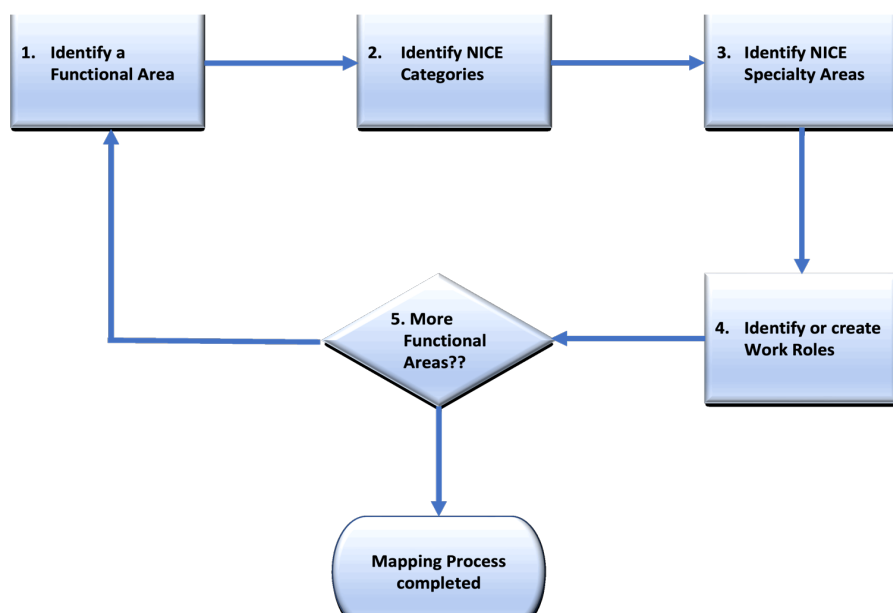 1. Identify a
Functional Area
2. Identify NICE
Categories
3. Identify NICE
Specialty Areas
4. Identify or create
Work Roles
5. More
Functional
Areas??
Mapping Process
completed